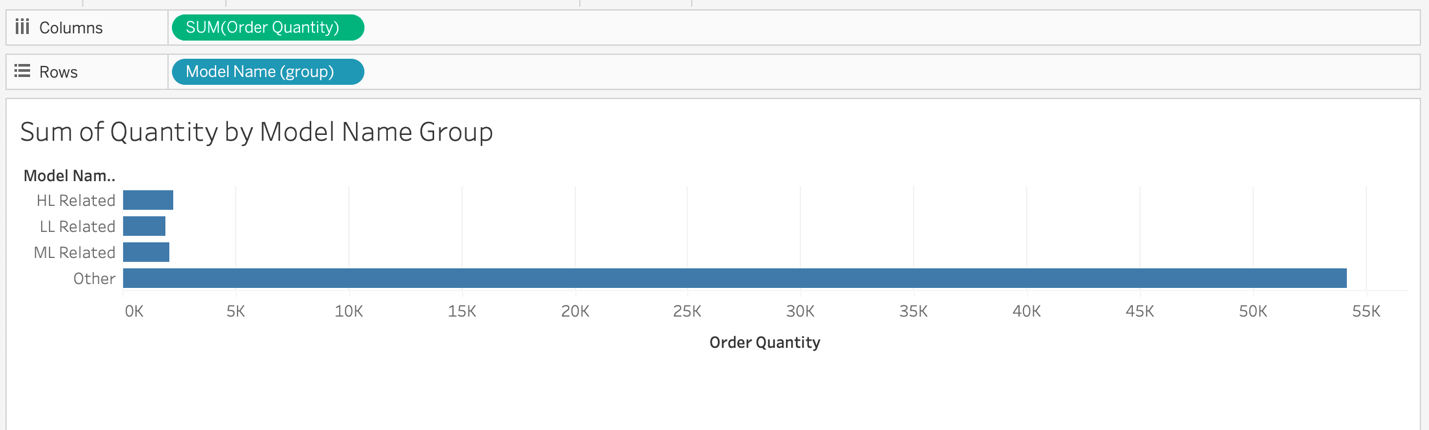 Columns SUM(Order Quantity)
Rows Model Name (group)
Sum of Quantity by Model Name Group
Model Nam..
HL Related
LL Related
ML Related
Other
0K 5K 10K 15K 20K 25K 30K 35K 40K 45K 50K 55K
Order Quantity